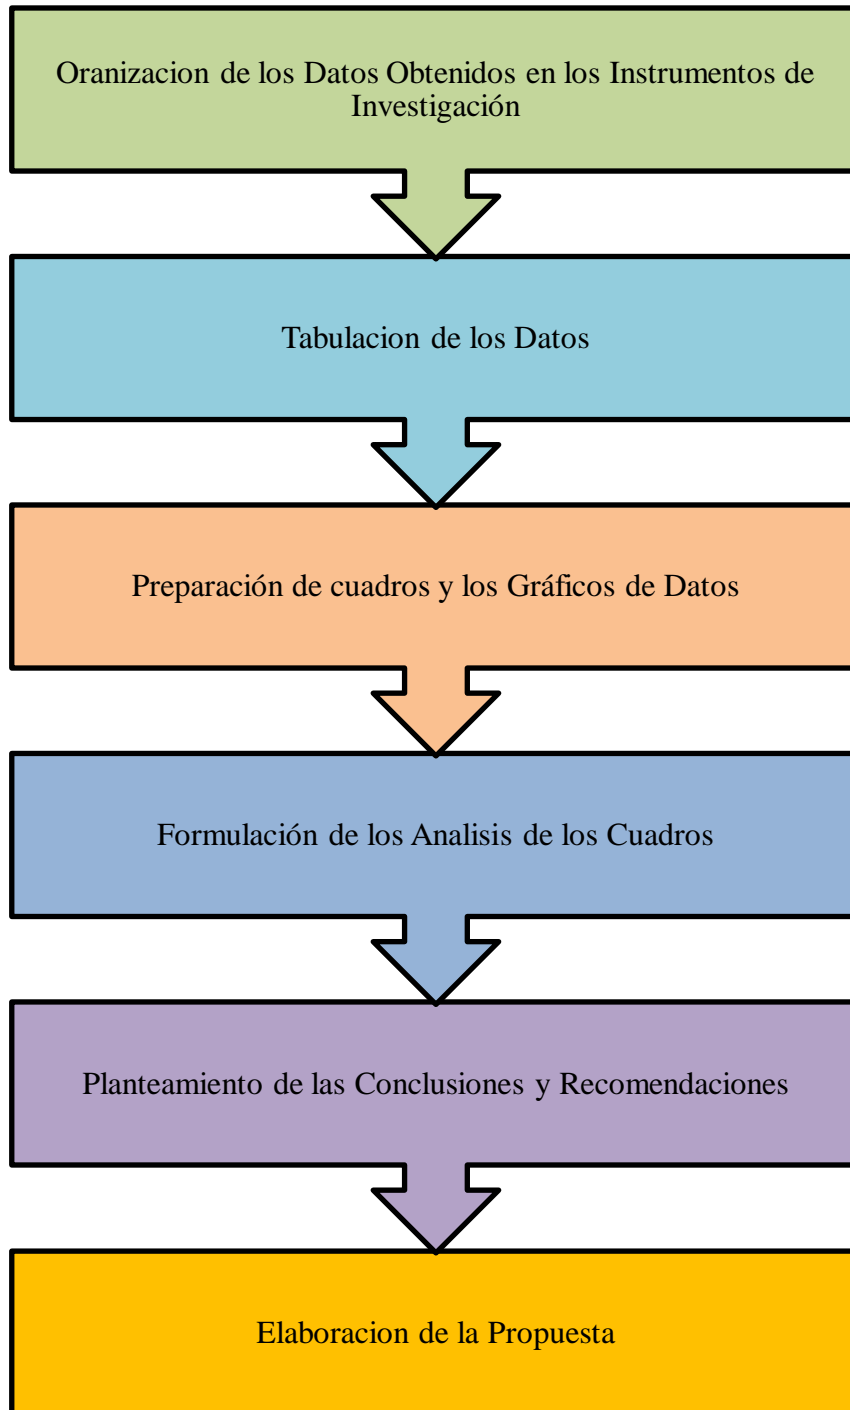 Oranizacion de los Datos Obtenidos en los Instrumentos de
Investigación
Tabulacion de los Datos
Preparación de cuadros y los Gráficos de Datos
Formulación de los Analisis de los Cuadros
Planteamiento de las Conclusiones y Recomendaciones
Elaboracion de la Propuesta